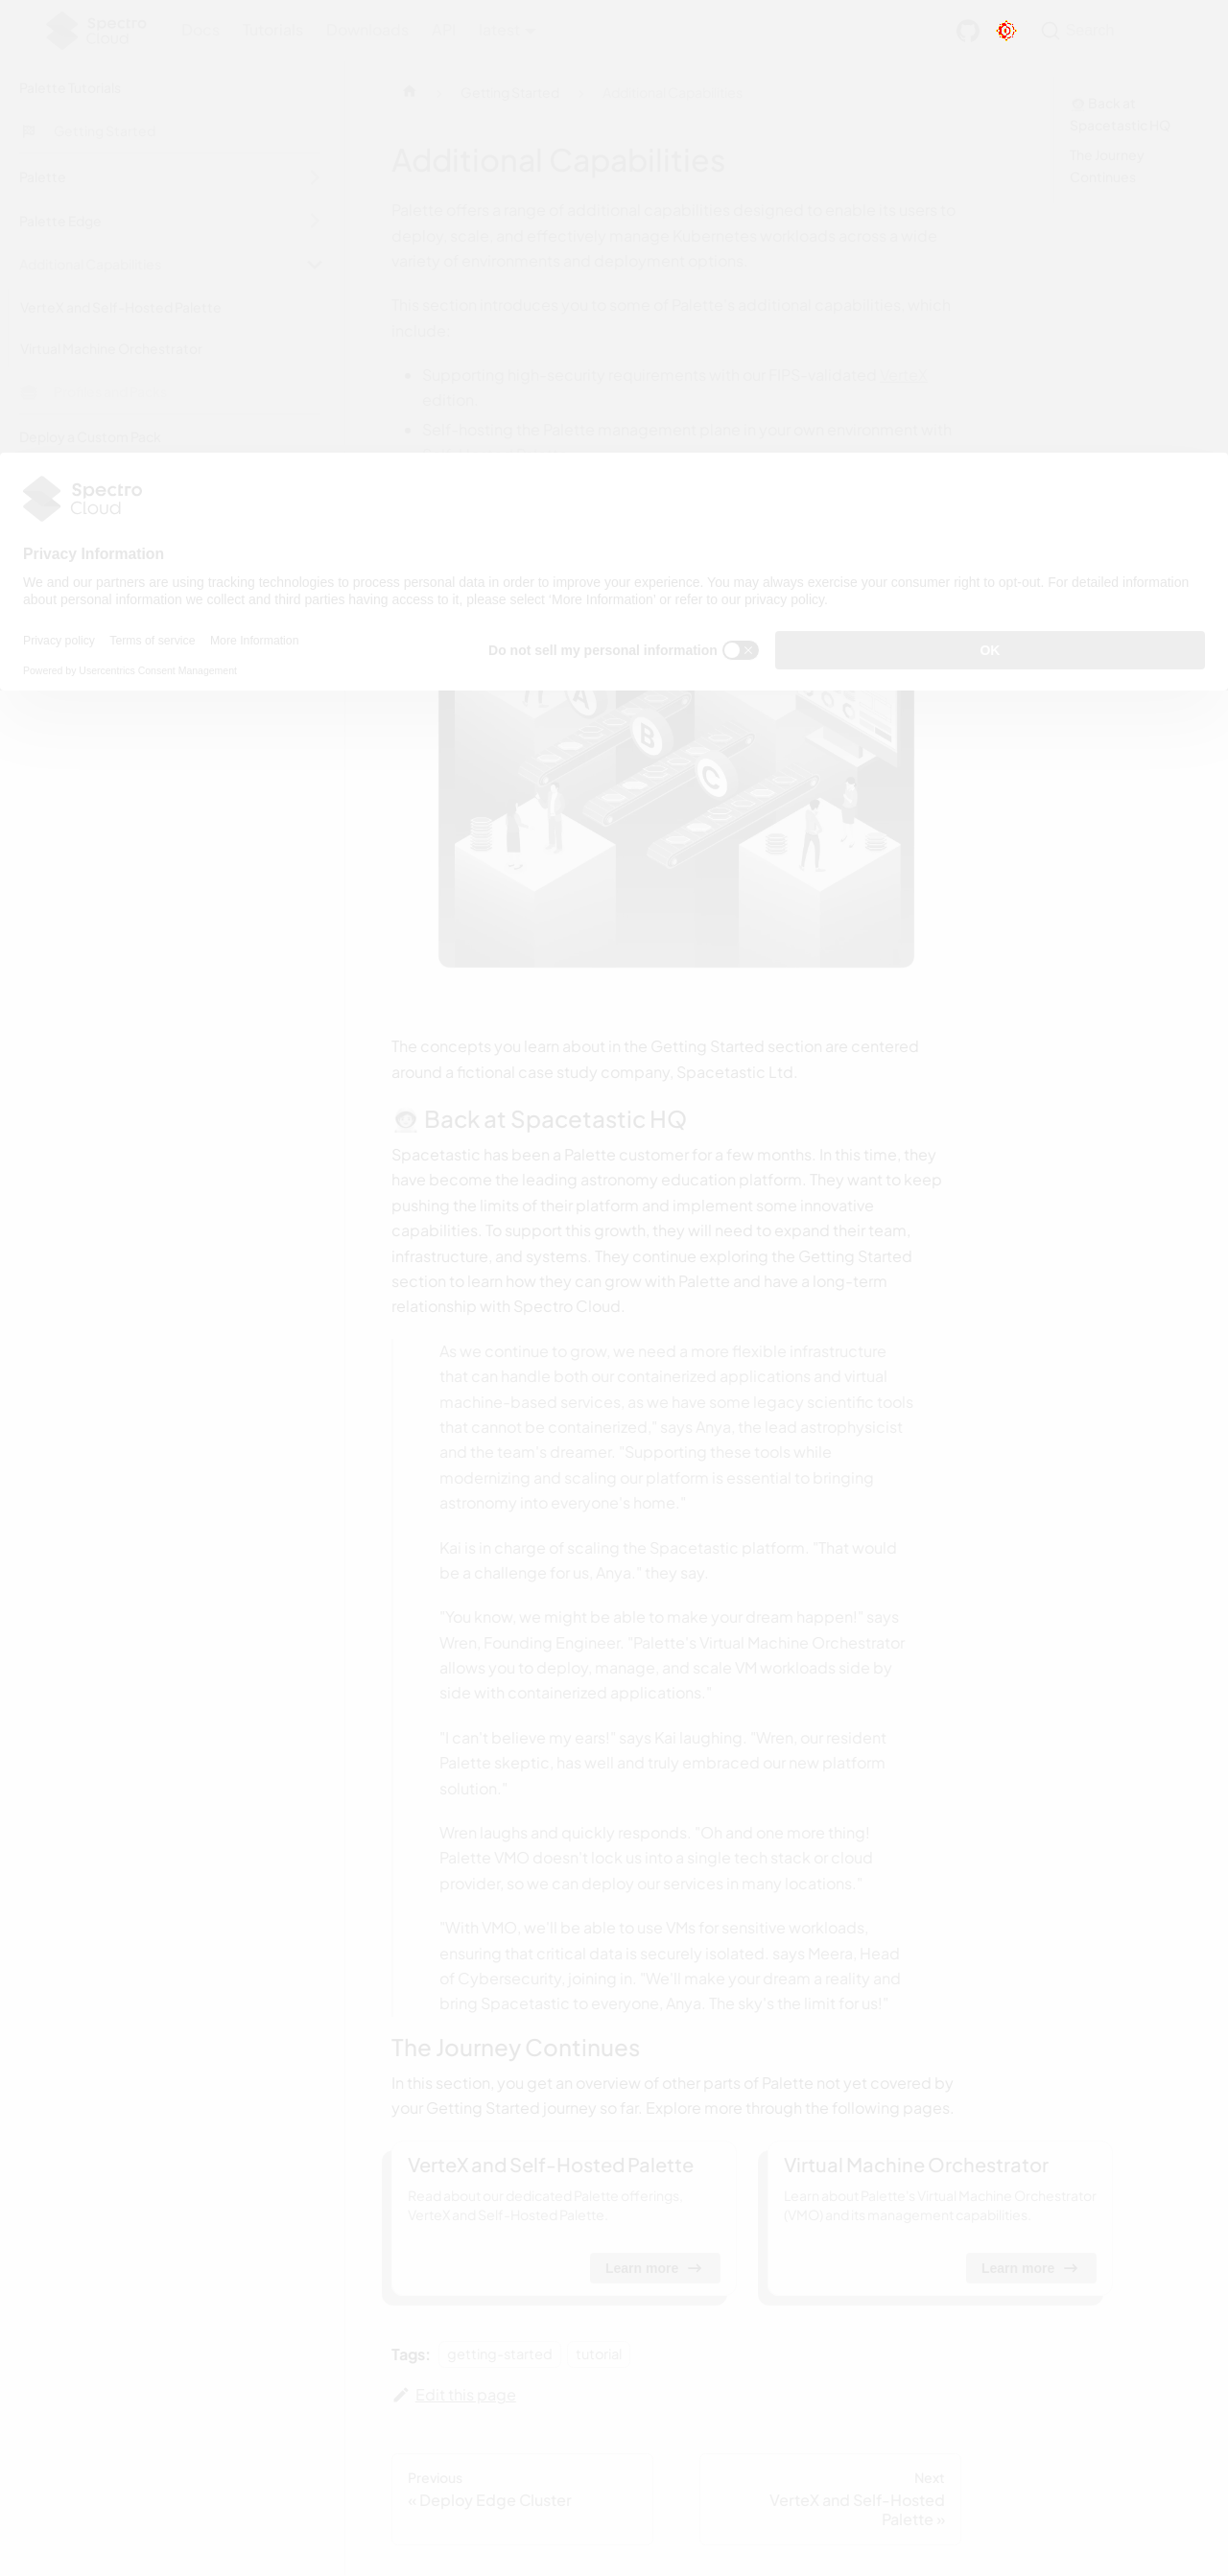 Spectro
Cloud
Docs Tutorials Downloads API latest
Search
Palette Tutorials
Getting Started
Palette
Palette Edge
Additional Capabilities
VerteX and Self-Hosted Palette
Virtual Machine Orchestrator
Deploy a Custom Pack
Getting Started
Additional Capabilities
Back at
Spacetastic HQ
The Journey
Continues
Additional Capabilities
Palette offers a range of additional capabilities designed to enable its users to
deploy, scale, and effectively manage Kubernetes workloads across a wide
variety of environments and deployment options.
This section introduces you to some of Palette's additional capabilities, which
include:
Supporting high-security requirements with our FIPS-validated VerteX
edition.
Self-hosting the Palette management plane in your own environment with
Spectro
Cloud
Privacy Information
We and our partners are using tracking technologies to process personal data in order to improve your experience. You may always exercise your consumer right to opt-out. For detailed information
about personal information we collect and third parties having access to it, please select 'More Information' or refer to our privacy policy.
Privacy policy Terms of service More Information
Do not sell my personal information
OK
Powered by Usercentrics Consent Management
A
B
C
The concepts you learn about in the Getting Started section are centered
around a fictional case study company, Spacetastic Ltd.
Back at Spacetastic HQ
Spacetastic has been a Palette customer for a few months. In this time, they
have become the leading astronomy education platform. They want to keep
pushing the limits of their platform and implement some innovative
capabilities. To support this growth, they will need to expand their team,
infrastructure, and systems. They continue exploring the Getting Started
section to learn how they can grow with Palette and have a long-term
relationship with Spectro Cloud.
As we continue to grow, we need a more flexible infrastructure
that can handle both our containerized applications and virtual
machine-based services, as we have some legacy scientific tools
that cannot be containerized." says Anya, the lead astrophysicist
and the team's dreamer. "Supporting these tools while
modernizing and scaling our platform is essential to bringing
astronomy into everyone's home."
Kai is in charge of scaling the Spacetastic platform. "That would
be a challenge for us, Anya." they say.
"You know, we might be able to make your dream happen!" says
Wren, Founding Engineer. "Palette's Virtual Machine Orchestrator
allows you to deploy, manage, and scale VM workloads side by
side with containerized applications."
"I can't believe my ears!" says Kai laughing. "Wren, our resident
Palette skeptic, has well and truly embraced our new platform
solution."
Wren laughs and quickly responds. "Oh and one more thing!
Palette VMO doesn't lock us into a single tech stack or cloud
provider, so we can deploy our services in many locations."
"With VMO, we'll be able to use VMs for sensitive workloads,
ensuring that critical data is securely isolated. says Meera, Head
of Cybersecurity, joining in. "We'll make your dream a reality and
bring Spacetastic to everyone, Anya. The sky's the limit for us!"
The Journey Continues
In this section, you get an overview of other parts of Palette not yet covered by
your Getting Started journey so far. Explore more through the following pages.
VerteX and Self-Hosted Palette
Read about our dedicated Palette offerings,
VerteX and Self-Hosted Palette.
Learn more
Virtual Machine Orchestrator
Learn about Palette's Virtual Machine Orchestrator
(VMO) and its management capabilities.
Learn more
Tags: getting-started tutorial
Edit this page
Previous
« Deploy Edge Cluster
Next
VerteX and Self-Hosted
Palette »